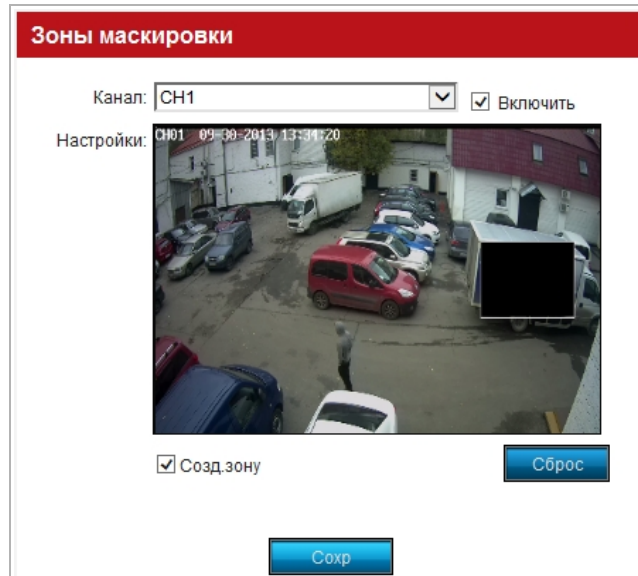 Зоны маскировки
Канал: CH1 Включить
Настройки:
CH01 09-30-2013 13:34:20
Созд.зону Сброс
Сохр